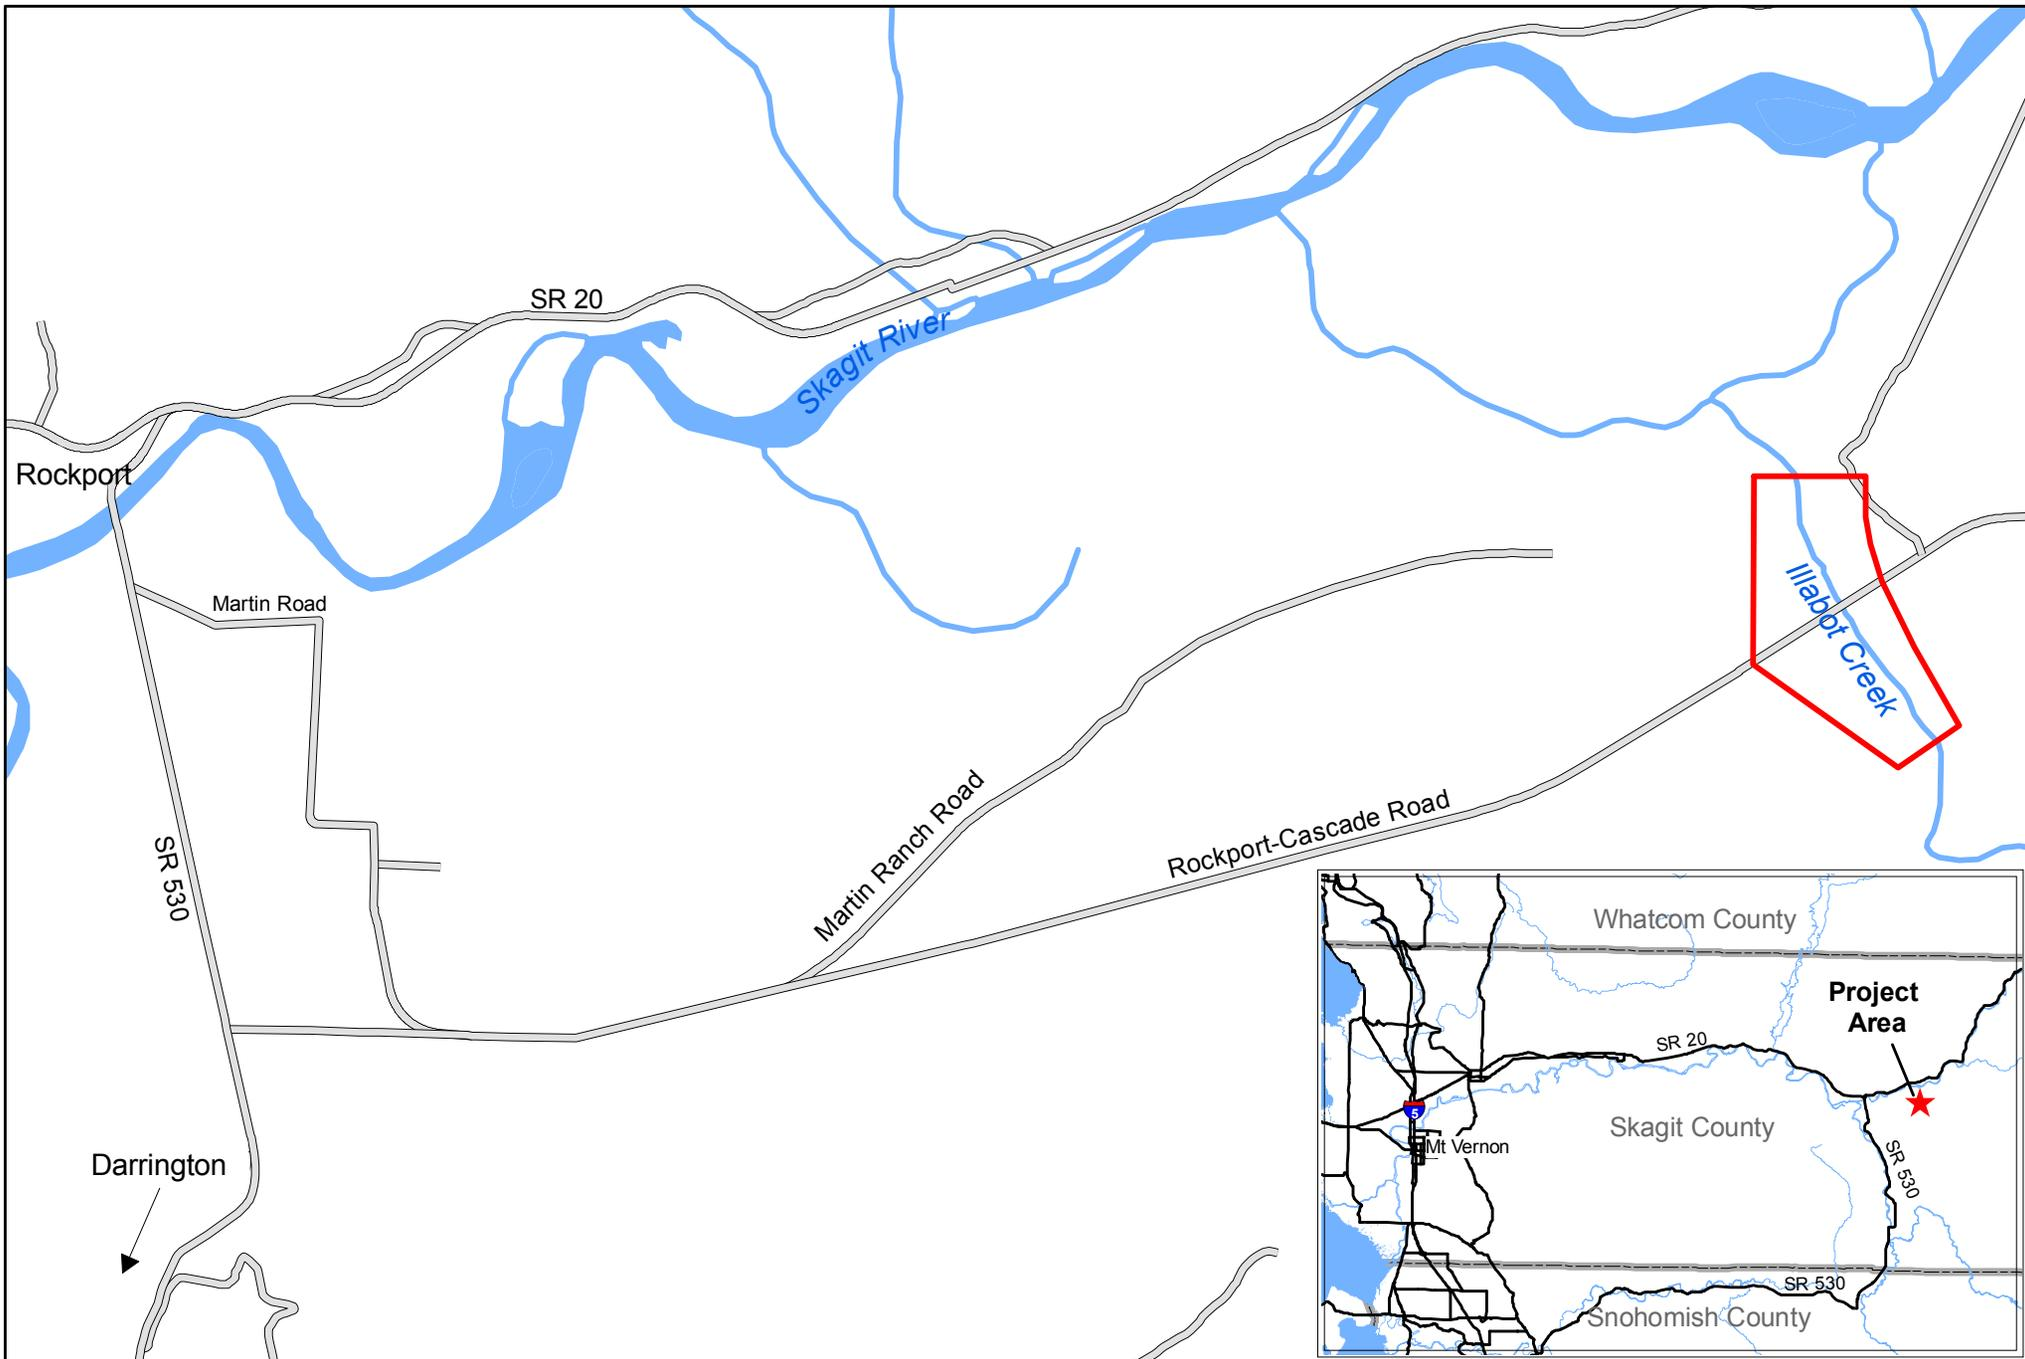 SR 20
Skagit River
Rockport
Martin Road
Illabot Creek
SR 530
Martin Ranch Road
Rockport-Cascade Road
Darrington
Whatcom County
Project
Area
SR 20
5
Skagit County
Mt Vernon
SR 530
SR 530
Snohomish County